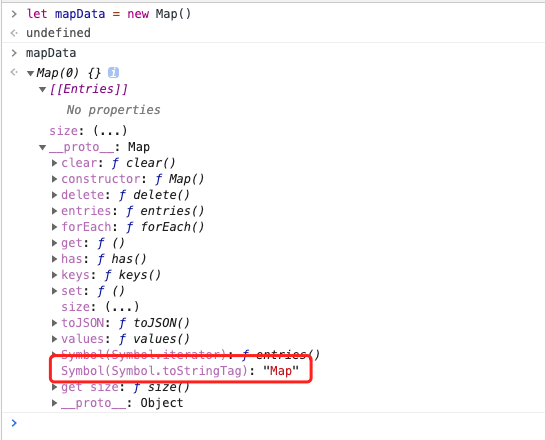 let mapData = new Map()
undefined
mapData
Map(0) {} i
[[Entries]]
No properties
size: (...)
__proto__: Map
clear: ƒ clear()
constructor: ƒ Map()
delete: ƒ delete()
entries: ƒ entries()
forEach: ƒ forEach()
get: ƒ ()
has: ƒ has()
keys: ƒ keys()
set: ƒ ()
size: (...)
toJSON: ƒ toJSON()
values: ƒ values()
Symbol(Symbol.iterator): ƒ entries()
Symbol(Symbol.toStringTag): "Map"
get size: ƒ size()
__proto__: Object